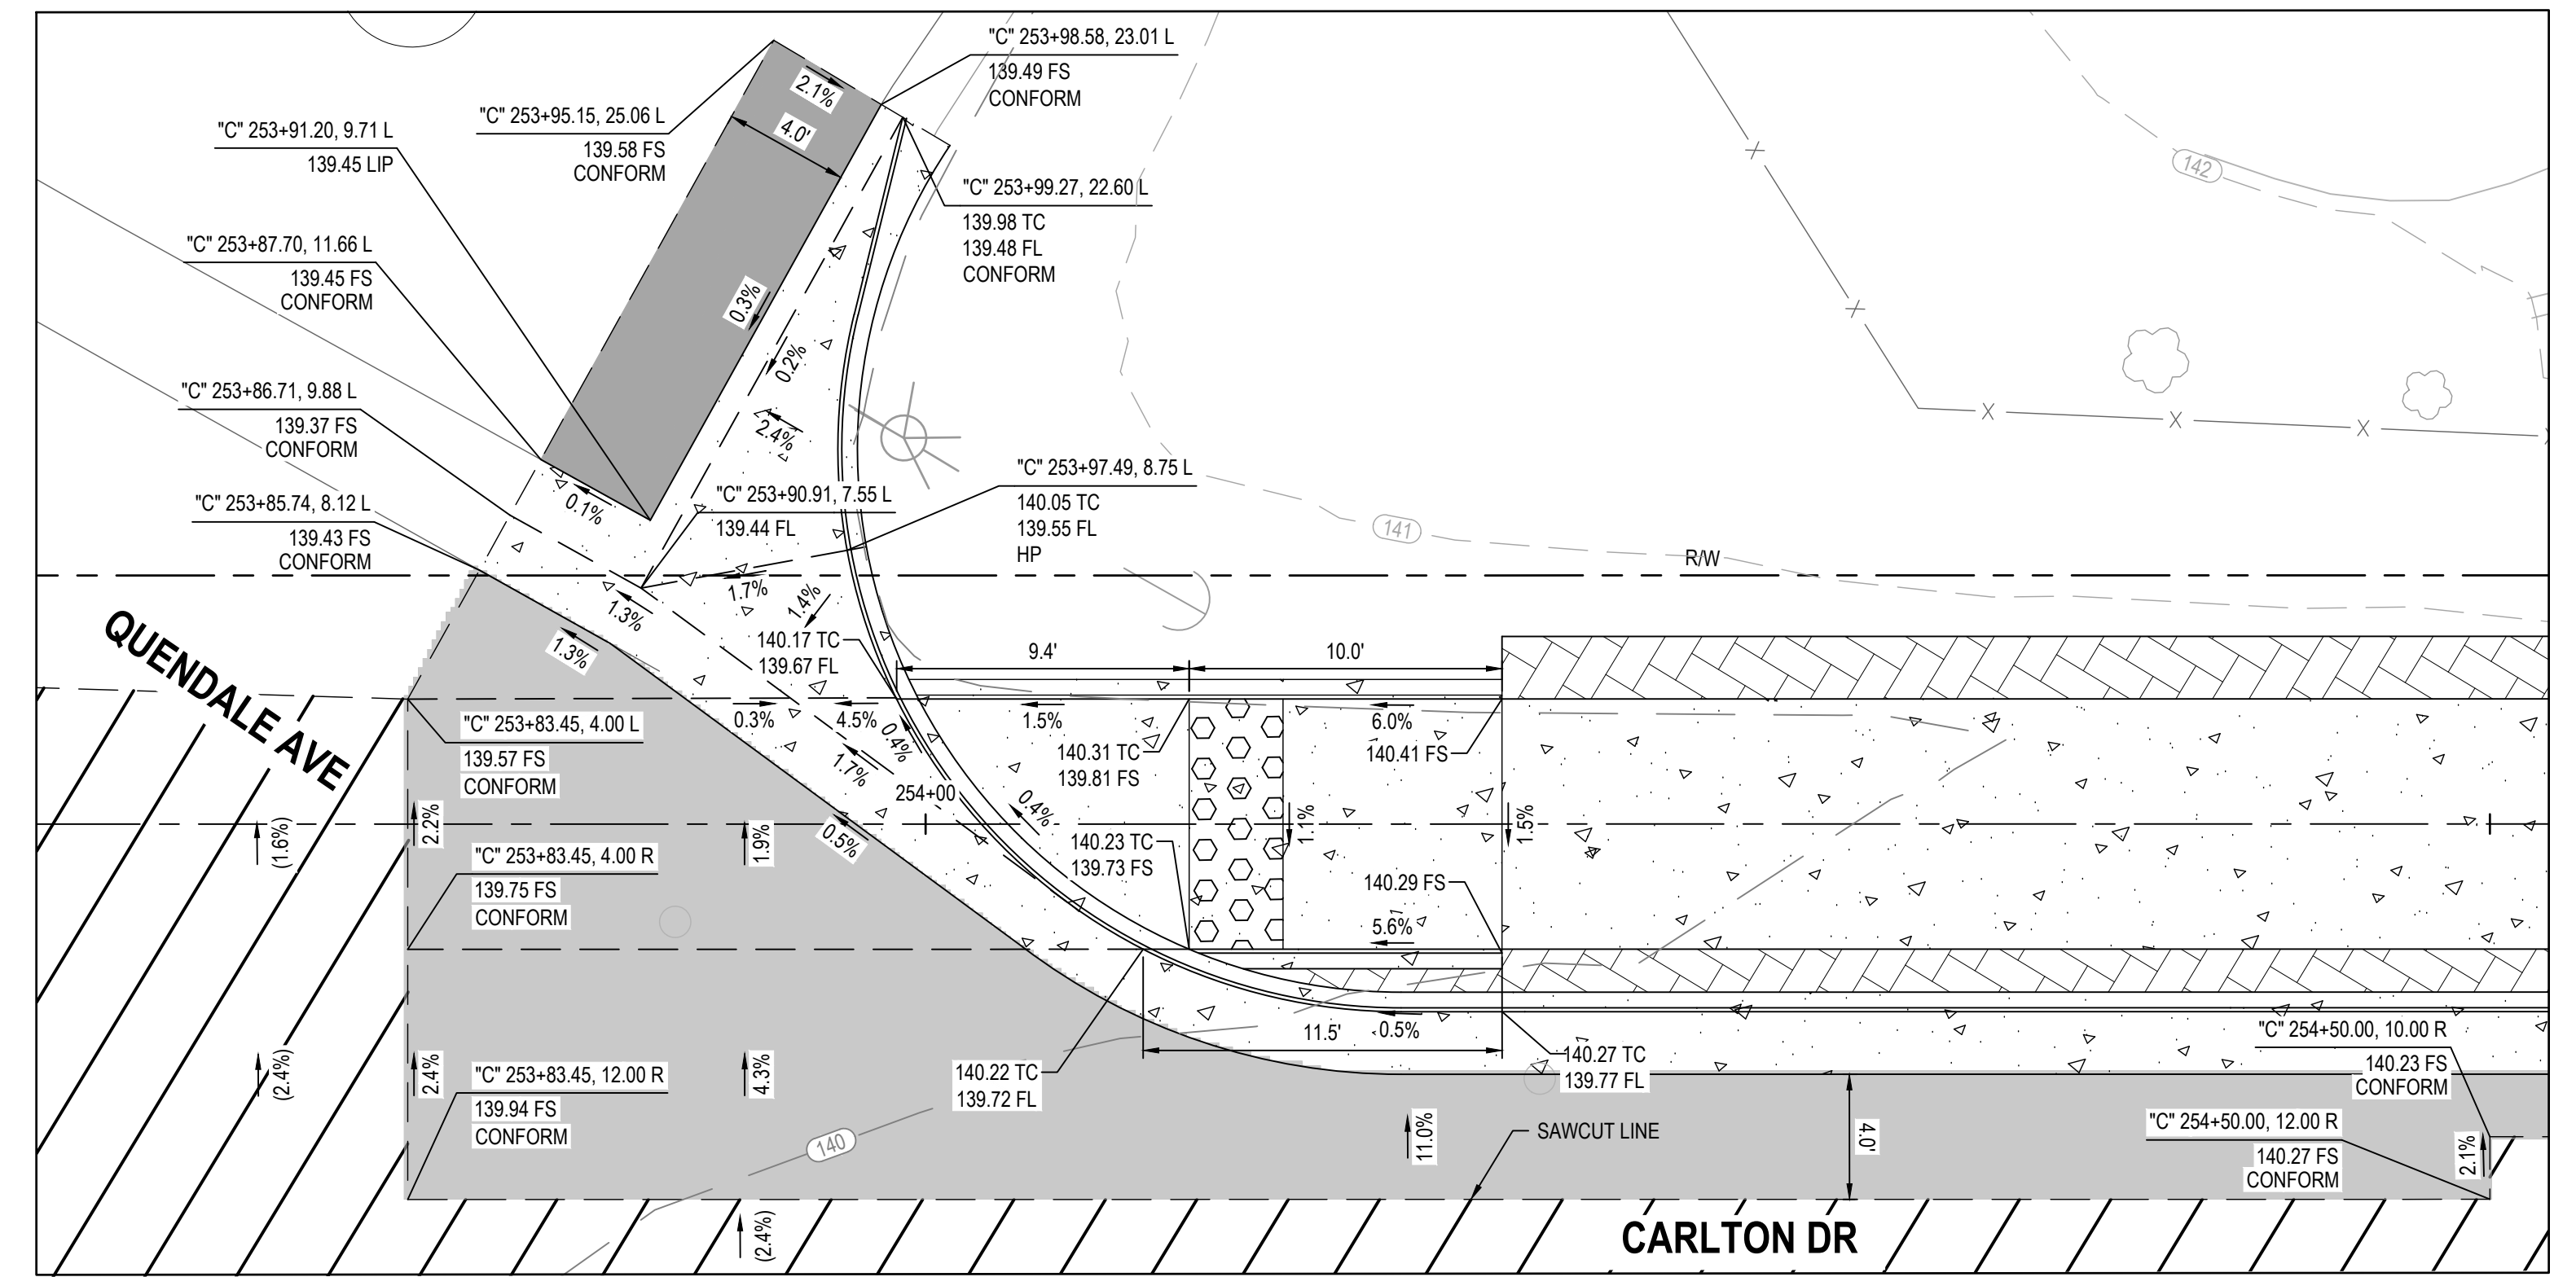 "C" 253+98.58, 23.01 L
139.49 FS
CONFORM
2.1%
"C" 253+95.15, 25.06 L
139.58 FS
CONFORM
4.0'
"C" 253+91.20, 9.71 L
139.45 LIP
142
"C" 253+99.27, 22.60 L
139.98 TC
139.48 FL
CONFORM
"C" 253+87.70, 11.66 L
139.45 FS
CONFORM
0.3%
0.2%
"C" 253+86.71, 9.88 L
139.37 FS
CONFORM
2.4%
"C" 253+97.49, 8.75 L
140.05 TC
139.55 FL
HP
"C" 253+85.74, 8.12 L
139.43 FS
CONFORM
0.1%
"C" 253+90.91, 7.55 L
139.44 FL
141
R/W
1.7%
1.4%
1.3%
1.3%
QUENDALE AVE
140.17 TC
139.67 FL
9.4'
10.0'
"C" 253+83.45, 4.00 L
139.57 FS
CONFORM
0.3%
4.5%
0.4%
1.5%
6.0%
140.31 TC
139.81 FS
140.41 FS
1.7%
254+00
0.4%
(1.6%)
2.2%
1.9%
0.5%
1.1%
1.5%
"C" 253+83.45, 4.00 R
139.75 FS
CONFORM
140.23 TC
139.73 FS
140.29 FS
5.6%
11.5'
0.5%
"C" 254+50.00, 10.00 R
140.23 FS
CONFORM
140.27 TC
139.77 FL
140.22 TC
139.72 FL
(2.4%)
2.4%
4.3%
"C" 253+83.45, 12.00 R
139.94 FS
CONFORM
140
11.0%
SAWCUT LINE
4.0'
"C" 254+50.00, 12.00 R
140.27 FS
CONFORM
2.1%
(2.4%)
CARLTON DR